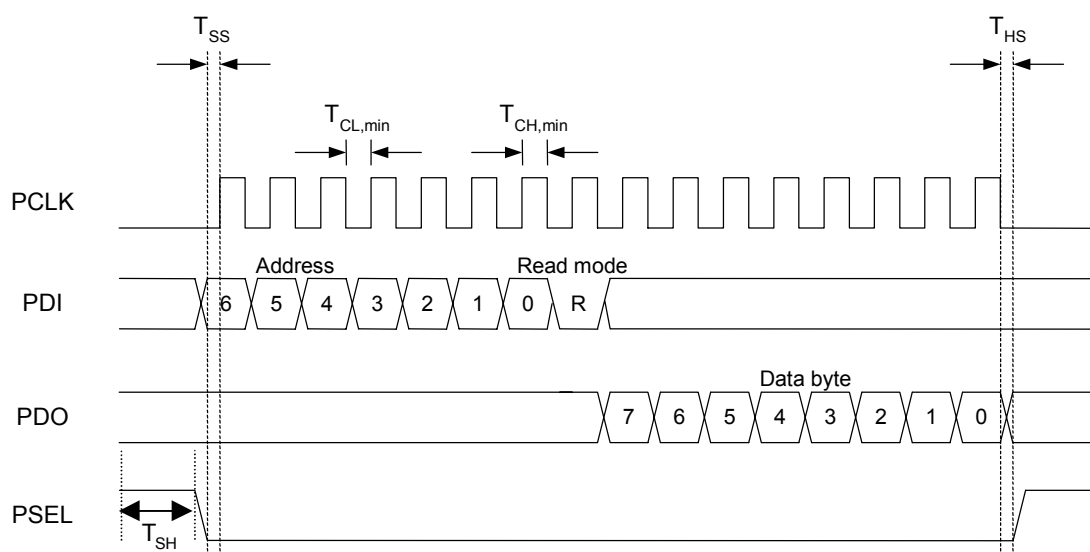 T_SS T_HS
T_CL,min T_CH,min
PCLK
Address Read mode
PDI 6 5 4 3 2 1 0 R
Data byte
PDO 7 6 5 4 3 2 1 0
PSEL
T_SH